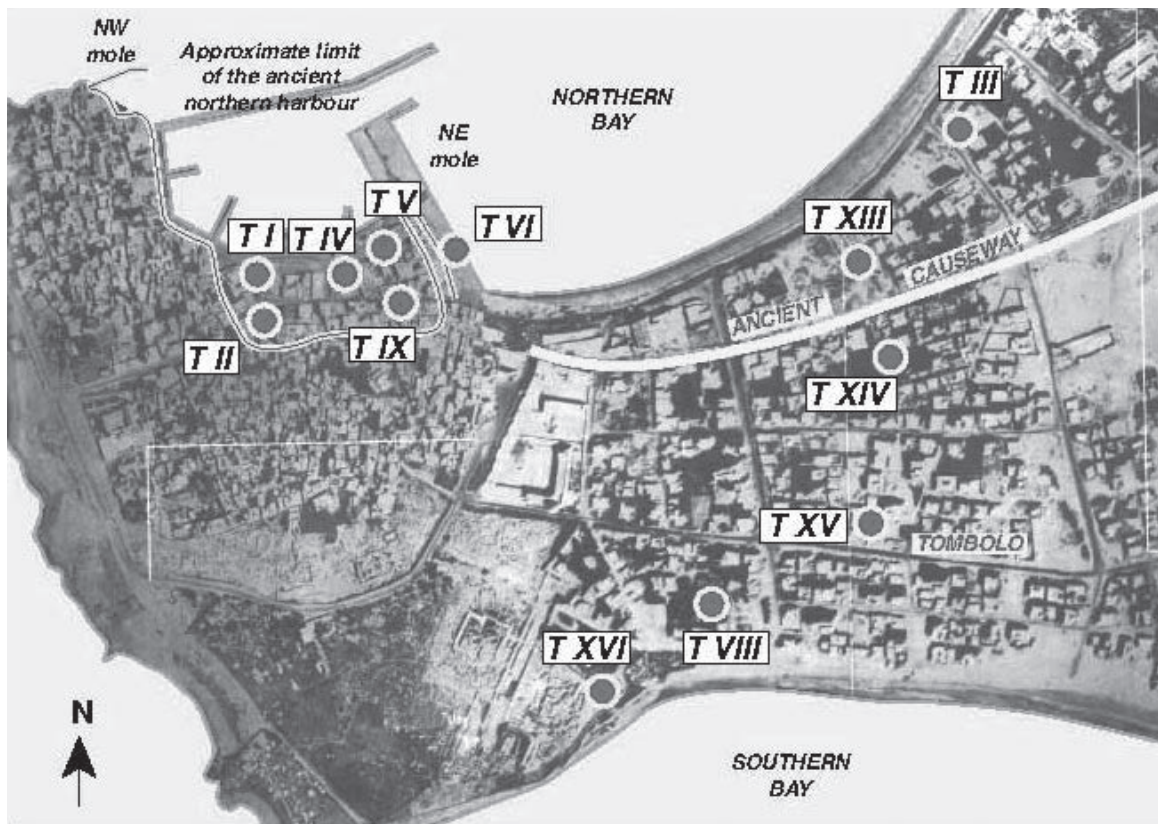 NW
mole
Approximate limit
of the ancient
northern harbour
NORTHERN
BAY
NE
mole
T III
T V
T I
T IV
T VI
T XIII
CAUSEWAY
ANCIENT
T II
T IX
T XIV
T XV
TOMBOLO
T XVI
T VIII
N
SOUTHERN
BAY